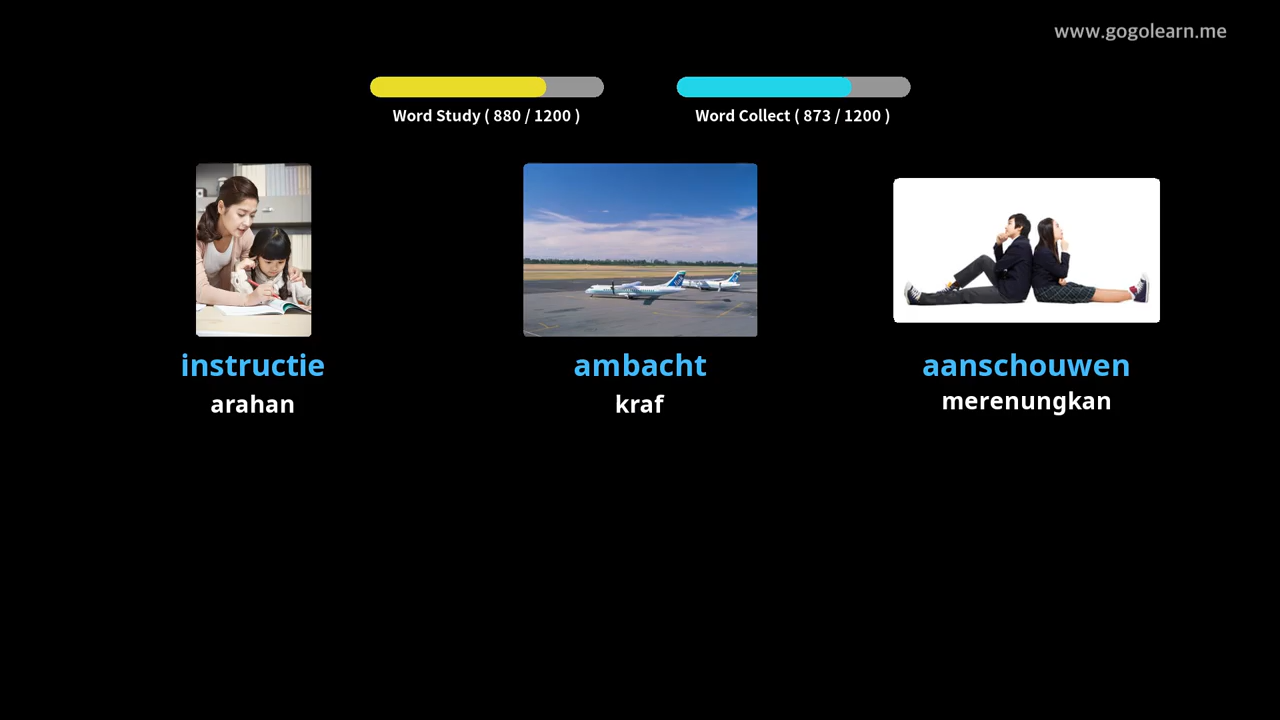 www.gogolearn.me
Word Study ( 880 / 1200 )
Word Collect ( 873 / 1200 )
instructie
arahan
ambacht
kraf
aanschouwen
merenungkan